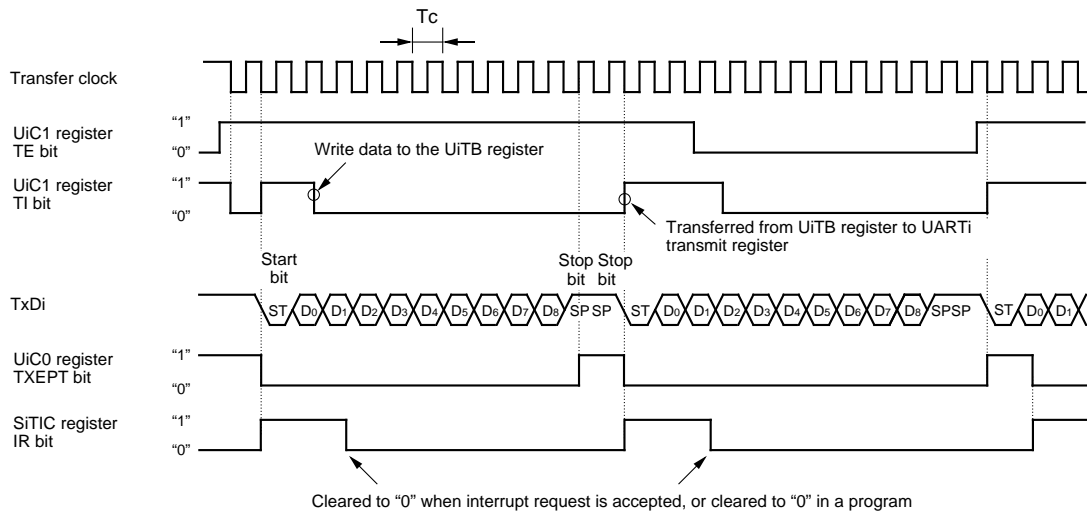 Tc
Transfer clock
UiC1 register
TE bit
“1”
“0”
Write data to the UiTB register
UiC1 register
TI bit
“1”
“0”
Transferred from UiTB register to UARTi
transmit register
Start
bit
Stop Stop
bit bit
TxDi
ST D0 D1 D2 D3 D4 D5 D6 D7 D8 SP SP ST D0 D1 D2 D3 D4 D5 D6 D7 D8 SPSP ST D0 D1
UiC0 register
TXEPT bit
“1”
“0”
SiTIC register
IR bit
“1”
“0”
Cleared to “0” when interrupt request is accepted, or cleared to “0” in a program